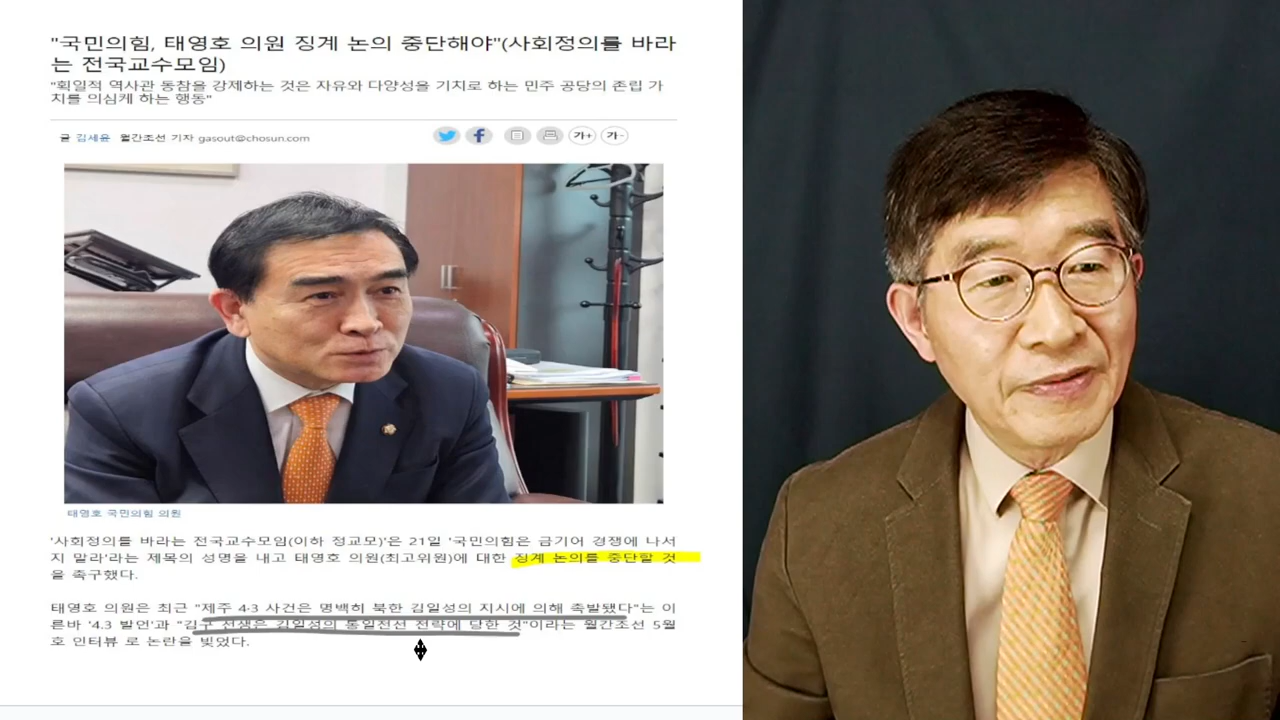 "국민의힘, 태영호 의원 징계 논의 중단해야"(사회정의를 바라
는 전국교수모임)
"획일적 역사관 동참을 강제하는 것은 자유와 다양성을 기치로 하는 민주 공당의 존립 가
치를 의심케 하는 행동"
글 김세윤 월간조선 기자 gasout@chosun.com
가+ 가-
태영호 국민의힘 의원
'사회정의를 바라는 전국교수모임(이하 정교모)'은 21일 '국민의힘은 금기어 경쟁에 나서
지 말라'라는 제목의 성명을 내고 태영호 의원(최고위원)에 대한 징계 논의를 중단할 것
을 촉구했다.
태영호 의원은 최근 "제주 4·3 사건은 명백히 북한 김일성의 지시에 의해 촉발됐다"는 이
른바 '4.3 발언'과 "김구 선생은 김일성의 통일전선 전략에 당한 것"이라는 월간조선 5월
호 인터뷰 로 논란을 빚었다.